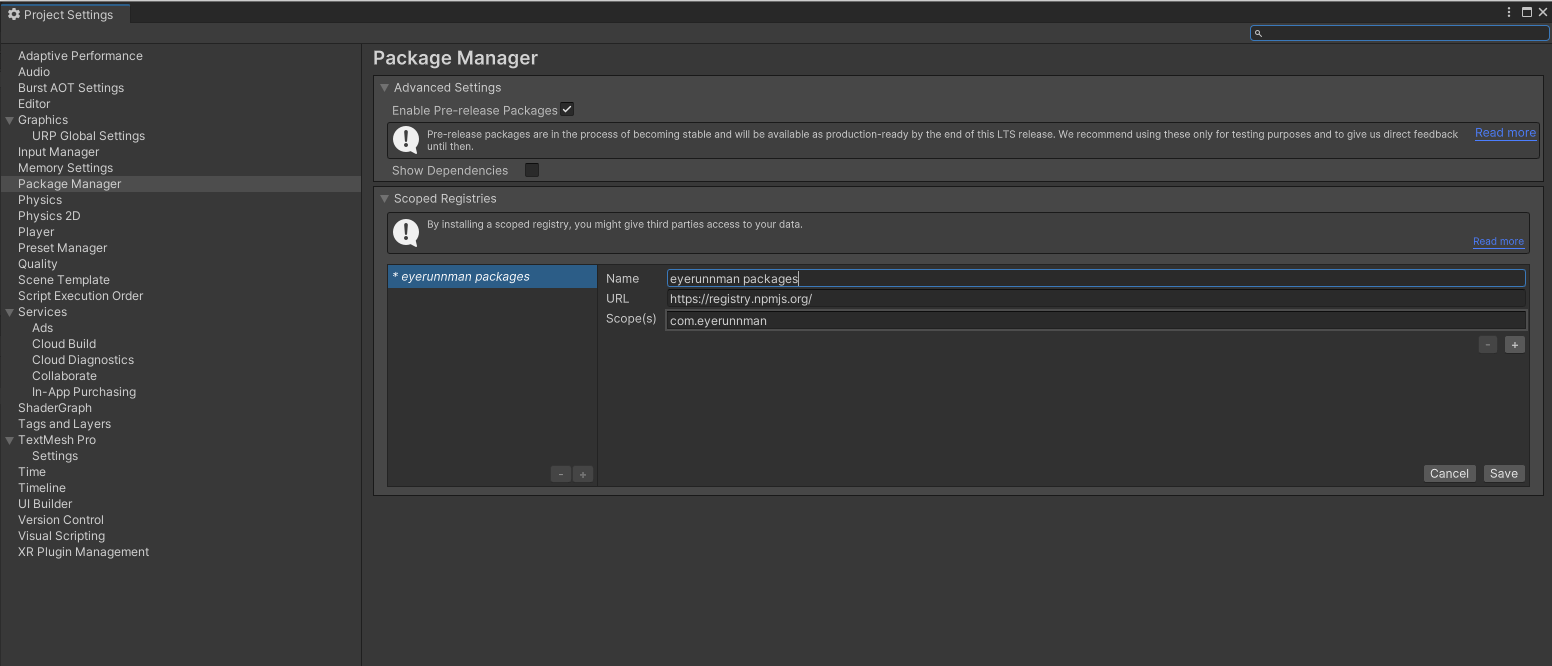 Project Settings
Adaptive Performance
Audio
Burst AOT Settings
Editor
Graphics
URP Global Settings
Input Manager
Memory Settings
Package Manager
Physics
Physics 2D
Player
Preset Manager
Quality
Scene Template
Script Execution Order
Services
Ads
Cloud Build
Cloud Diagnostics
Collaborate
In-App Purchasing
ShaderGraph
Tags and Layers
TextMesh Pro
Settings
Time
Timeline
UI Builder
Version Control
Visual Scripting
XR Plugin Management
Package Manager
Advanced Settings
Enable Pre-release Packages
Pre-release packages are in the process of becoming stable and will be available as production-ready by the end of this LTS release. We recommend using these only for testing purposes and to give us direct feedback
until then.
Read more
Show Dependencies
Scoped Registries
By installing a scoped registry, you might give third parties access to your data.
Read more
* eyerunnman packages
Name eyerunnman packages
URL https://registry.npmjs.org/
Scope(s) com.eyerunnman
- +
- +
Cancel Save